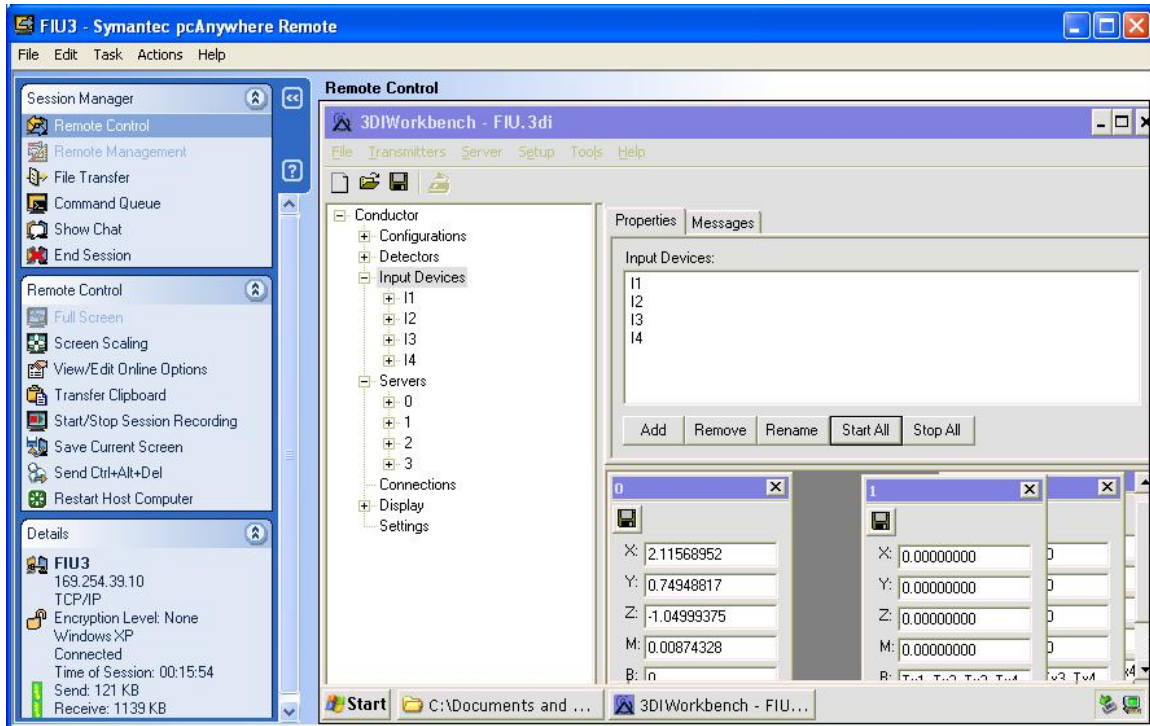 FIU3 - Symantec pcAnywhere Remote
File Edit Task Actions Help
Session Manager
Remote Control
Remote Management
File Transfer
Command Queue
Show Chat
End Session
Remote Control
Full Screen
Screen Scaling
View/Edit Online Options
Transfer Clipboard
Start/Stop Session Recording
Save Current Screen
Send Ctrl+Alt+Del
Restart Host Computer
Details
FIU3
169.254.39.10
TCP/IP
Encryption Level: None
Windows XP
Connected
Time of Session: 00:15:54
Send: 121 KB
Receive: 1139 KB
Remote Control
3DIWorkbench - FIU.3di
File Transmitters Server Setup Tools Help
Conductor
Configurations
Detectors
Input Devices
I1
I2
I3
I4
Servers
0
1
2
3
Connections
Display
Settings
Properties Messages
Input Devices:
I1
I2
I3
I4
Add Remove Rename Start All Stop All
0
X: 2.11568952
Y: 0.74948817
Z: -1.04999375
M: 0.00874328
1
X: 0.00000000
Y: 0.00000000
Z: 0.00000000
M: 0.00000000
Start C:\Documents and ... 3DIWorkbench - FIU...